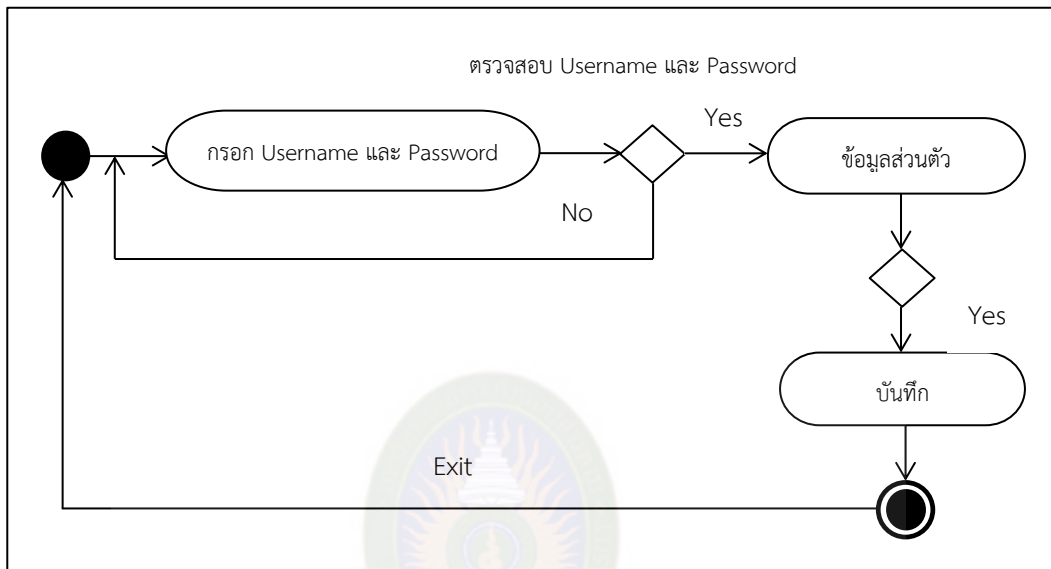 ตรวจสอบ Username และ Password
Yes
กรอก Username และ Password
ข้อมูลส่วนตัว
No
Yes
บันทึก
Exit